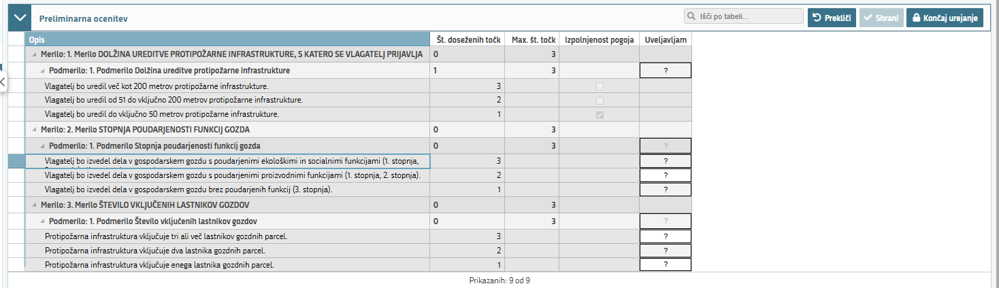 Preliminarna ocenitev
Išči po tabeli...
Prekliči
Shrani
Končaj urejanje
Opis Št. doseženih točk Max. št. točk Izpolnjenost pogoja Uveljavljam
Merilo: 1. Merilo DOLŽINA UREDITVE PROTIPOŽARNE INFRASTRUKTURE, S KATERO SE VLAGATELJ PRIJAVLJA 0 3
Podmerilo: 1. Podmerilo Dolžina ureditve protipožarne infrastrukture 1 3 ?
Vlagatelj bo uredil več kot 200 metrov protipožarne infrastrukture. 3
Vlagatelj bo uredil od 51 do vključno 200 metrov protipožarne infrastrukture. 2
Vlagatelj bo uredil do vključno 50 metrov protipožarne infrastrukture. 1
Merilo: 2. Merilo STOPNJA POUDARJENOSTI FUNKCIJ GOZDA 0 3
Podmerilo: 1. Podmerilo Stopnja poudarjenosti funkcij gozda 0 3 ?
Vlagatelj bo izvedel dela v gospodarskem gozdu s poudarjenimi ekološkimi in socialnimi funkcijami (1. stopnja, 3 ?
Vlagatelj bo izvedel dela v gospodarskem gozdu s poudarjenimi proizvodnimi funkcijami (1. stopnja, 2. stopnja). 2 ?
Vlagatelj bo izvedel dela v gospodarskem gozdu brez poudarjenih funkcij (3. stopnja). 1 ?
Merilo: 3. Merilo ŠTEVILO VKLJUČENIH LASTNIKOV GOZDOV 0 3
Podmerilo: 1. Podmerilo Število vključenih lastnikov gozdov 0 3 ?
Protipožarna infrastruktura vključuje tri ali več lastnikov gozdnih parcel. 3 ?
Protipožarna infrastruktura vključuje dva lastnika gozdnih parcel. 2 ?
Protipožarna infrastruktura vključuje enega lastnika gozdnih parcel. 1 ?
Prikazanih: 9 od 9